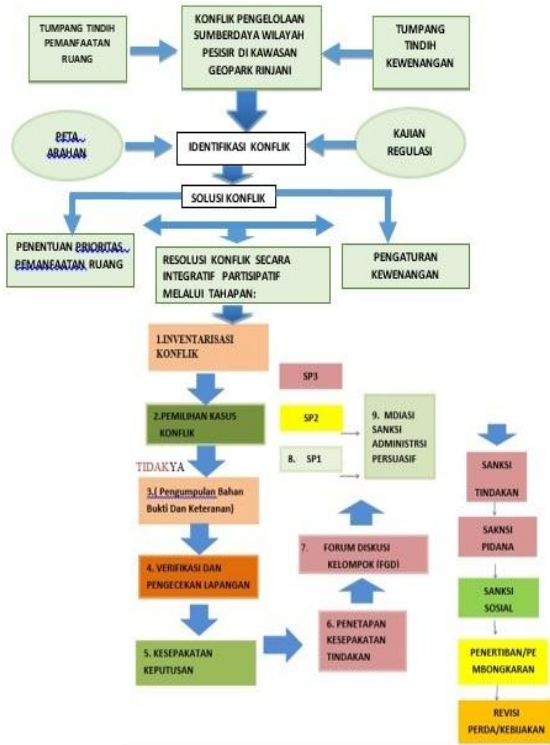 TUMPANG TINDIH
PEMANFAATAN
RUANG
KONFLIK PENGELOLAAN
SUMBERDAYA WILAYAH
PESISIR DI KAWASAN
GEOPARK RINJANI
TUMPANG
TINDIH
KEWENANGAN
PETA
ARAHAN
IDENTIFIKASI KONFLIK
KAJIAN
REGULASI
SOLUSI KONFLIK
PENENTUAN PRIORITAS
PEMANFAATAN RUANG
RESOLUSI KONFLIK SECARA
INTEGRATIF PARTISIPATIF
MELALUI TAHAPAN:
PENGATURAN
KEWENANGAN
1.INVENTARISASI
KONFLIK
2.PEMILIHAN KASUS
KONFLIK
TIDAKYA
3.( Pengumpulan Bahan
Bukti Dan Keteranan)
4. VERIFIKASI DAN
PENGECEKAN LAPANGAN
5. KESEPAKATAN
KEPUTUSAN
6. PENETAPAN
KESEPAKATAN
TINDAKAN
7. FORUM DISKUSI
KELOMPOK (FGD)
8. SP1
SP2
SP3
9. MDIASI
SANKSI
ADMINISTRSI
PERSUASIF
SANKSI
TINDAKAN
SAKNSI
PIDANA
SANKSI
SOSIAL
PENERTIBAN/PE
MBONGKARAN
REVISI
PERDA/KEBIJAKAN